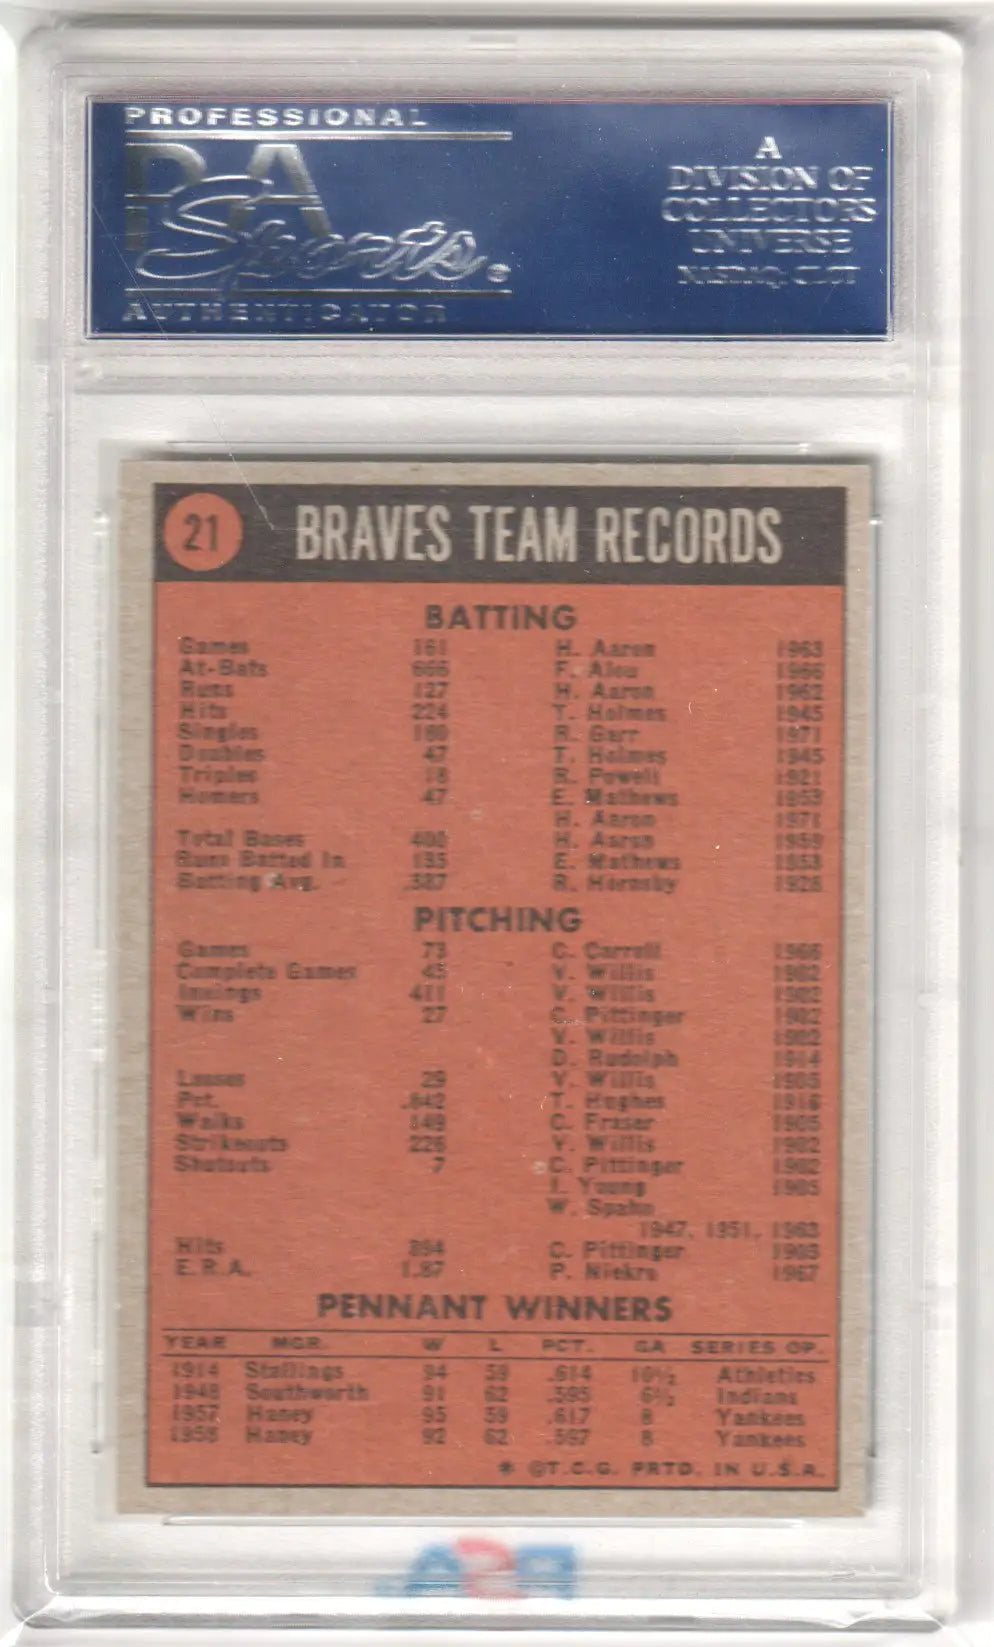 PROFESSIONAL
PSA
Sports®
AUTHENTICATOR
A
DIVISION OF
COLLECTORS
UNIVERSE
NASDAQ: CLCT
21 BRAVES TEAM RECORDS
BATTING
Games 161 H. Aaron 1963
At-Bats 666 F. Alou 1966
Runs 127 H. Aaron 1962
Hits 224 T. Holmes 1945
Singles 180 R. Garr 1971
Doubles 47 T. Holmes 1945
Triples 18 R. Powell 1921
Homers 47 E. Mathews 1953
H. Aaron 1971
Total Bases 400 H. Aaron 1959
Runs Batted In 135 E. Mathews 1953
Batting Avg. .387 R. Hornsby 1928
PITCHING
Games 73 C. Carroll 1966
Complete Games 45 V. Willis 1902
Innings 411 V. Willis 1902
Wins 27 C. Pittinger 1902
V. Willis 1902
D. Rudolph 1914
Losses 29 V. Willis 1905
Pct. .842 T. Hughes 1916
Walks 149 C. Fraser 1905
Strikeouts 226 V. Willis 1902
Shutouts 7 C. Pittinger 1902
I. Young 1905
W. Spahn
1947, 1951, 1963
Hits 394 C. Pittinger 1903
E.R.A. 1.87 P. Niekro 1967
PENNANT WINNERS
YEAR MGR. W L PCT. GA SERIES OP.
1914 Stallings 94 59 .614 10½ Athletics
1948 Southworth 91 62 .595 6½ Indians
1957 Haney 95 59 .617 8 Yankees
1958 Haney 92 62 .597 8 Yankees
* ©T.C.G. PRTD. IN U.S.A.